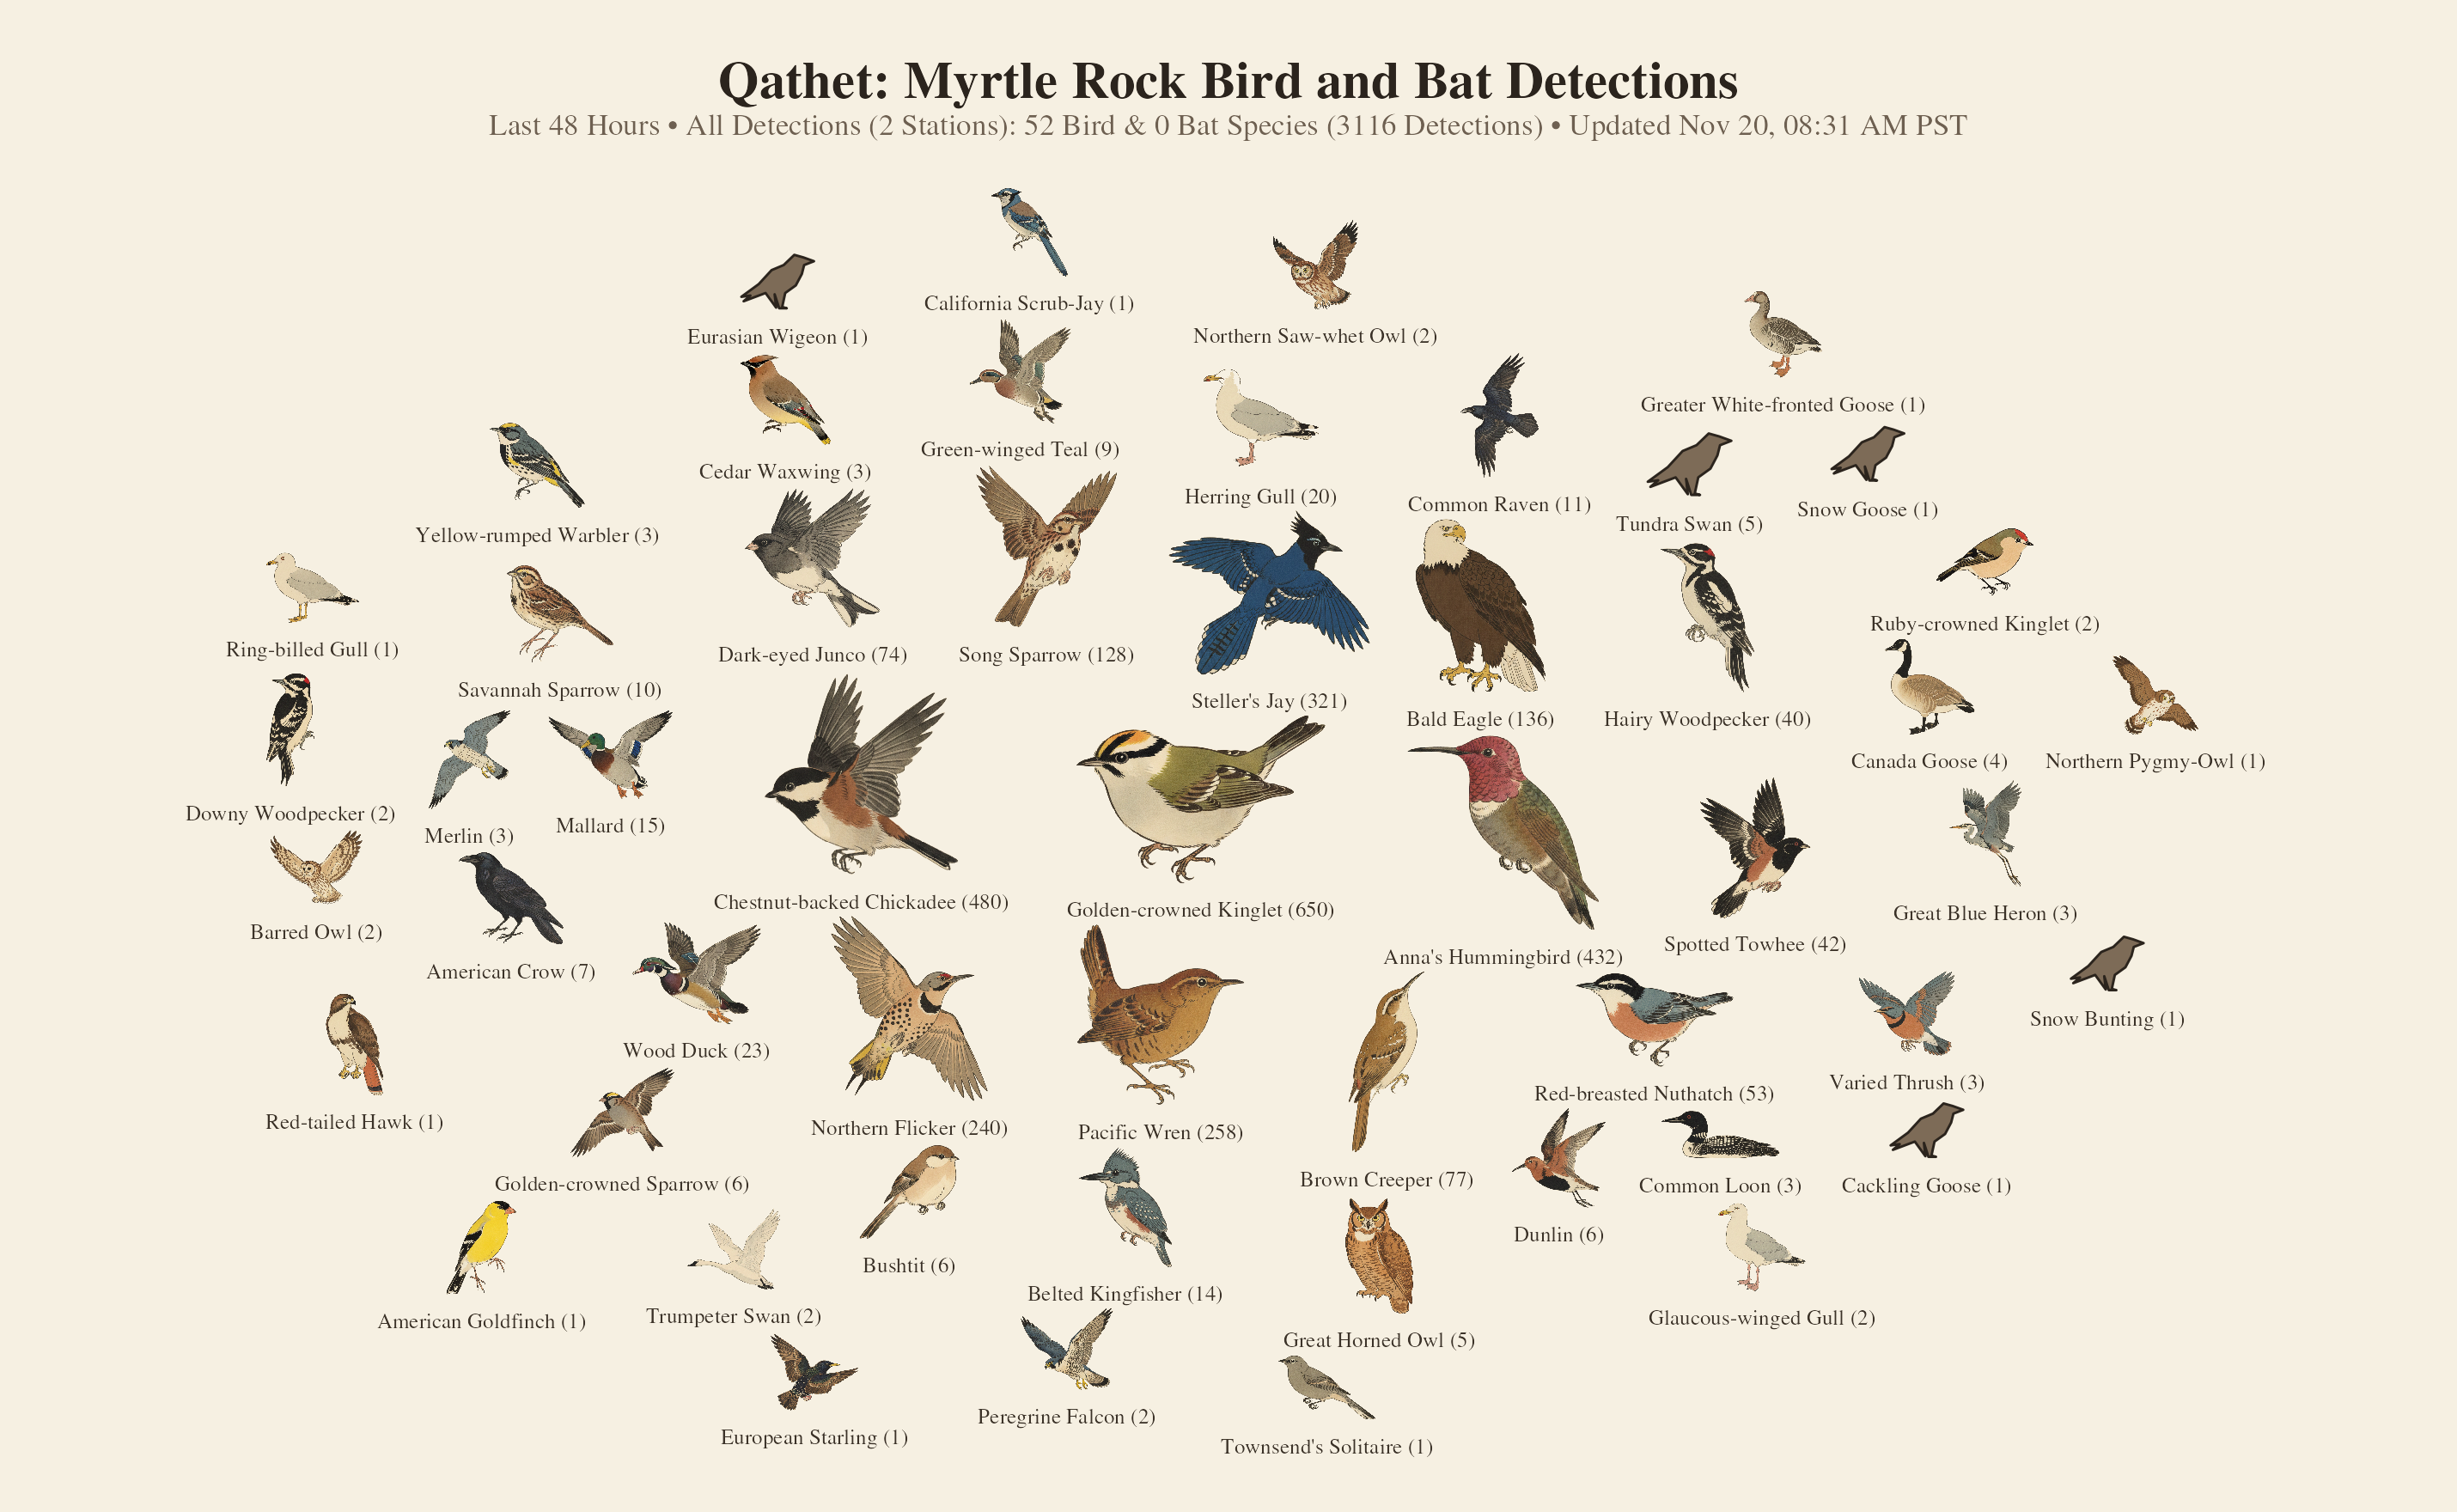 Qathet: Myrtle Rock Bird and Bat Detections
Last 48 Hours • All Detections (2 Stations): 52 Bird & 0 Bat Species (3116 Detections) • Updated Nov 20, 08:31 AM PST
California Scrub-Jay (1)
Eurasian Wigeon (1)
Northern Saw-whet Owl (2)
Greater White-fronted Goose (1)
Green-winged Teal (9)
Cedar Waxwing (3)
Herring Gull (20)
Common Raven (11)
Snow Goose (1)
Tundra Swan (5)
Yellow-rumped Warbler (3)
Ruby-crowned Kinglet (2)
Ring-billed Gull (1)
Dark-eyed Junco (74)
Song Sparrow (128)
Savannah Sparrow (10)
Steller's Jay (321)
Bald Eagle (136)
Hairy Woodpecker (40)
Canada Goose (4)
Northern Pygmy-Owl (1)
Downy Woodpecker (2)
Mallard (15)
Merlin (3)
Chestnut-backed Chickadee (480)
Golden-crowned Kinglet (650)
Great Blue Heron (3)
Barred Owl (2)
Spotted Towhee (42)
Anna's Hummingbird (432)
American Crow (7)
Snow Bunting (1)
Wood Duck (23)
Varied Thrush (3)
Red-breasted Nuthatch (53)
Red-tailed Hawk (1)
Northern Flicker (240)
Pacific Wren (258)
Brown Creeper (77)
Golden-crowned Sparrow (6)
Common Loon (3)
Cackling Goose (1)
Dunlin (6)
Bushtit (6)
Belted Kingfisher (14)
Trumpeter Swan (2)
Glaucous-winged Gull (2)
American Goldfinch (1)
Great Horned Owl (5)
Peregrine Falcon (2)
European Starling (1)
Townsend's Solitaire (1)